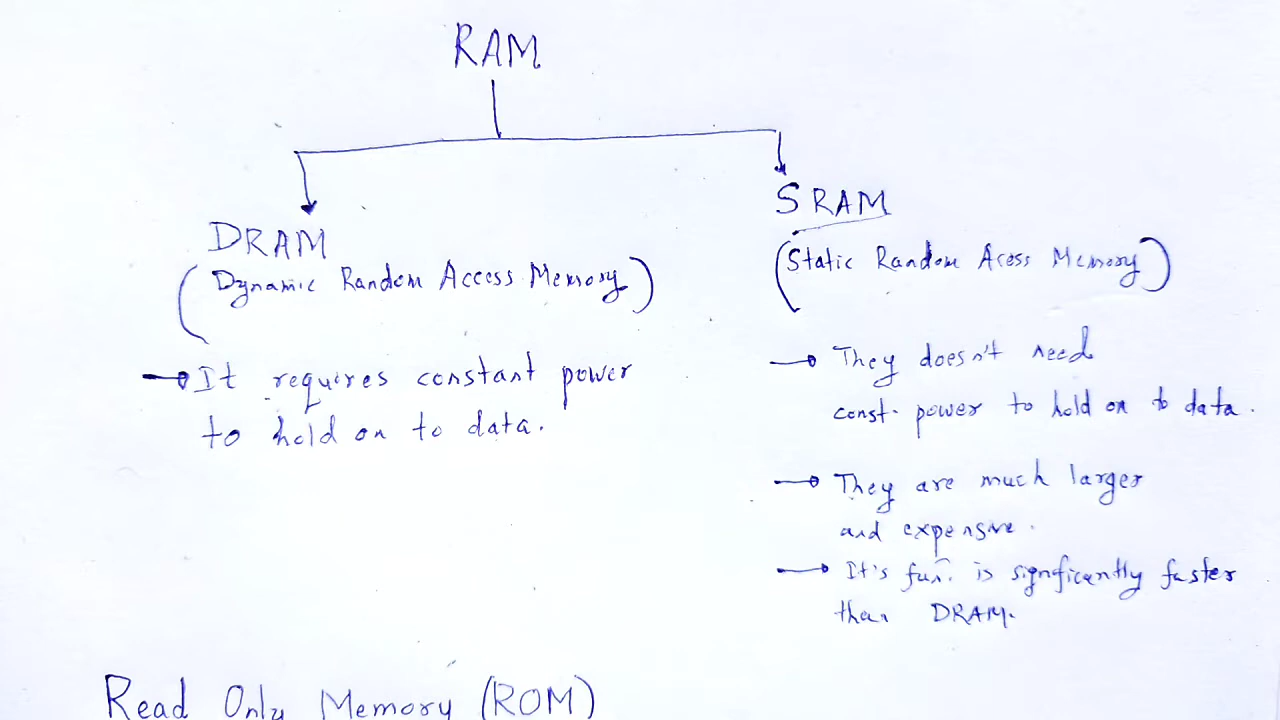 RAM
DRAM
(Dynamic Random Access Memory)
It requires constant power
to hold on to data.
SRAM
(Static Random Acess Memory)
They doesn't need
const. power to hold on to data.
They are much larger
and expensive.
It's fun. is signficantly faster
than DRAM.
Read Only Memory (ROM)